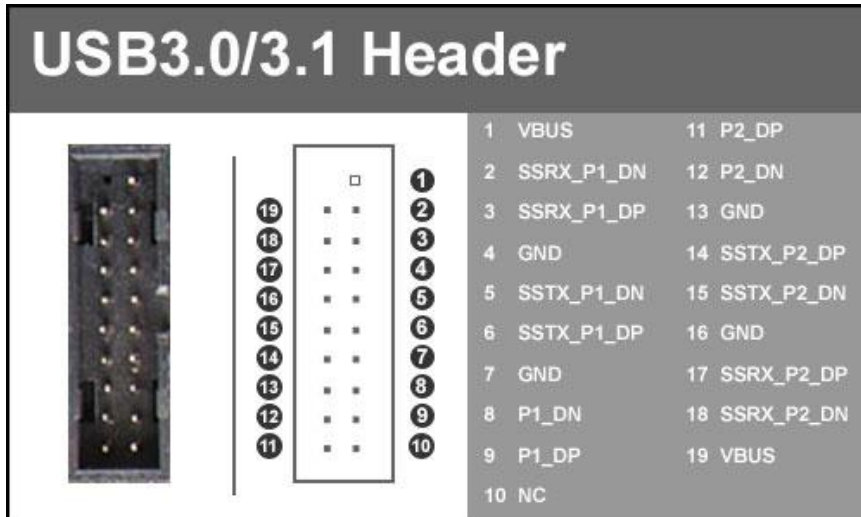 USB3.0/3.1 Header
1
19 2
18 3
17 4
16 5
15 6
14 7
13 8
12 9
11 10
1 VBUS 11 P2_DP
2 SSRX_P1_DN 12 P2_DN
3 SSRX_P1_DP 13 GND
4 GND 14 SSTX_P2_DP
5 SSTX_P1_DN 15 SSTX_P2_DN
6 SSTX_P1_DP 16 GND
7 GND 17 SSRX_P2_DP
8 P1_DN 18 SSRX_P2_DN
9 P1_DP 19 VBUS
10 NC